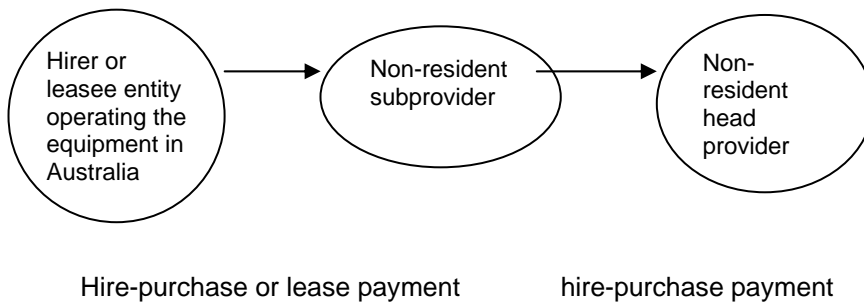 Hirer or
leasee entity
operating the
equipment in
Australia
Non-resident
subprovider
Non-
resident
head
provider
Hire-purchase or lease payment
hire-purchase payment